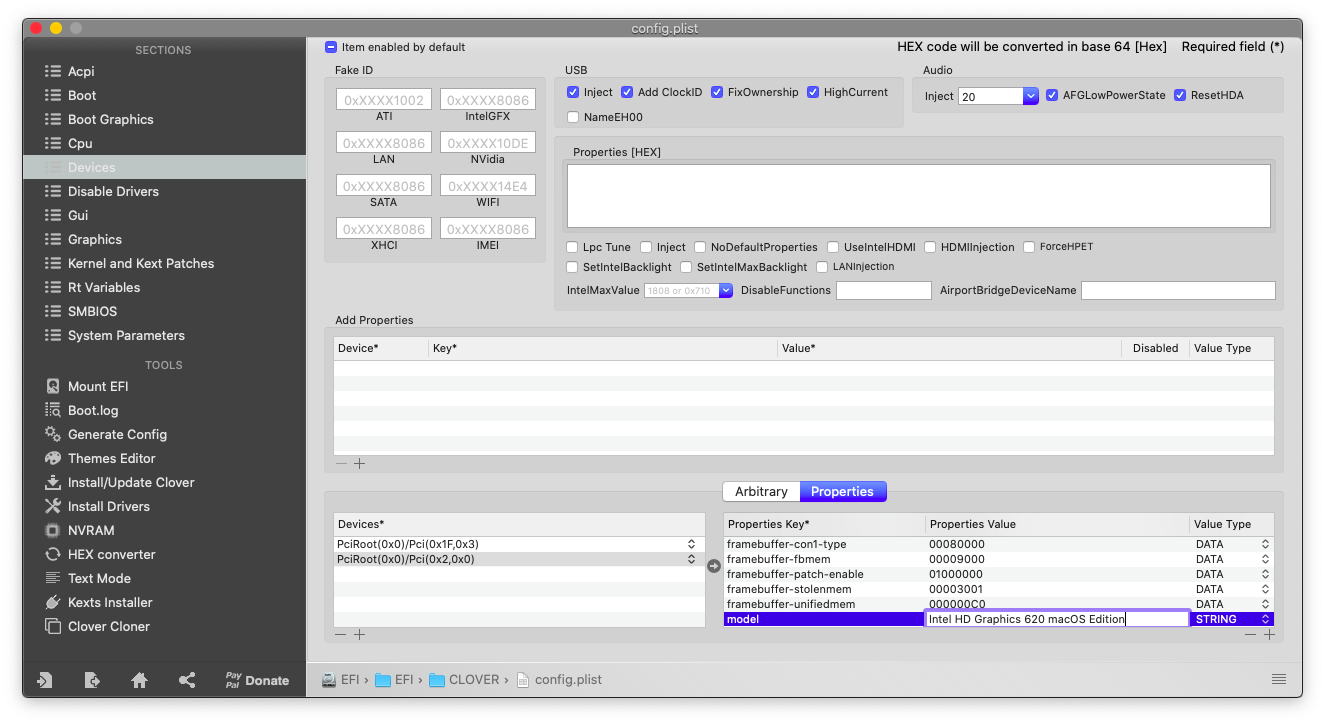 config.plist
SECTIONS
Acpi
Boot
Boot Graphics
Cpu
Devices
Disable Drivers
Gui
Graphics
Kernel and Kext Patches
Rt Variables
SMBIOS
System Parameters
TOOLS
Mount EFI
Boot.log
Generate Config
Themes Editor
Install/Update Clover
Install Drivers
NVRAM
HEX converter
Text Mode
Kexts Installer
Clover Cloner
Pay Pal Donate
Item enabled by default
HEX code will be converted in base 64 [Hex] Required field (*)
Fake ID
0xXXXX1002 0xXXXX8086
ATI IntelGFX
0xXXXX8086 0xXXXX10DE
LAN NVidia
0xXXXX8086 0xXXXX14E4
SATA WIFI
0xXXXX8086 0xXXXX8086
XHCI IMEI
USB
Inject Add ClockID FixOwnership HighCurrent
NameEH00
Audio
Inject 20 AFGLowPowerState ResetHDA
Properties [HEX]
Lpc Tune Inject NoDefaultProperties UseIntelHDMI HDMIInjection ForceHPET
SetIntelBacklight SetIntelMaxBacklight LANInjection
IntelMaxValue 1808 or 0x710 DisableFunctions AirportBridgeDeviceName
Add Properties
Device* Key* Value* Disabled Value Type
Arbitrary Properties
Devices*
PciRoot(0x0)/Pci(0x1F,0x3)
PciRoot(0x0)/Pci(0x2,0x0)
Properties Key* Properties Value Value Type
framebuffer-con1-type 00080000 DATA
framebuffer-fbmem 00009000 DATA
framebuffer-patch-enable 01000000 DATA
framebuffer-stolenmem 00003001 DATA
framebuffer-unifiedmem 000000C0 DATA
model Intel HD Graphics 620 macOS Edition STRING
EFI › EFI › CLOVER › config.plist